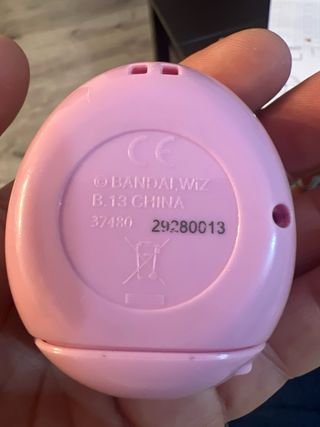 CE
© BANDAI,WiZ
B.13 CHINA
37480 29280013